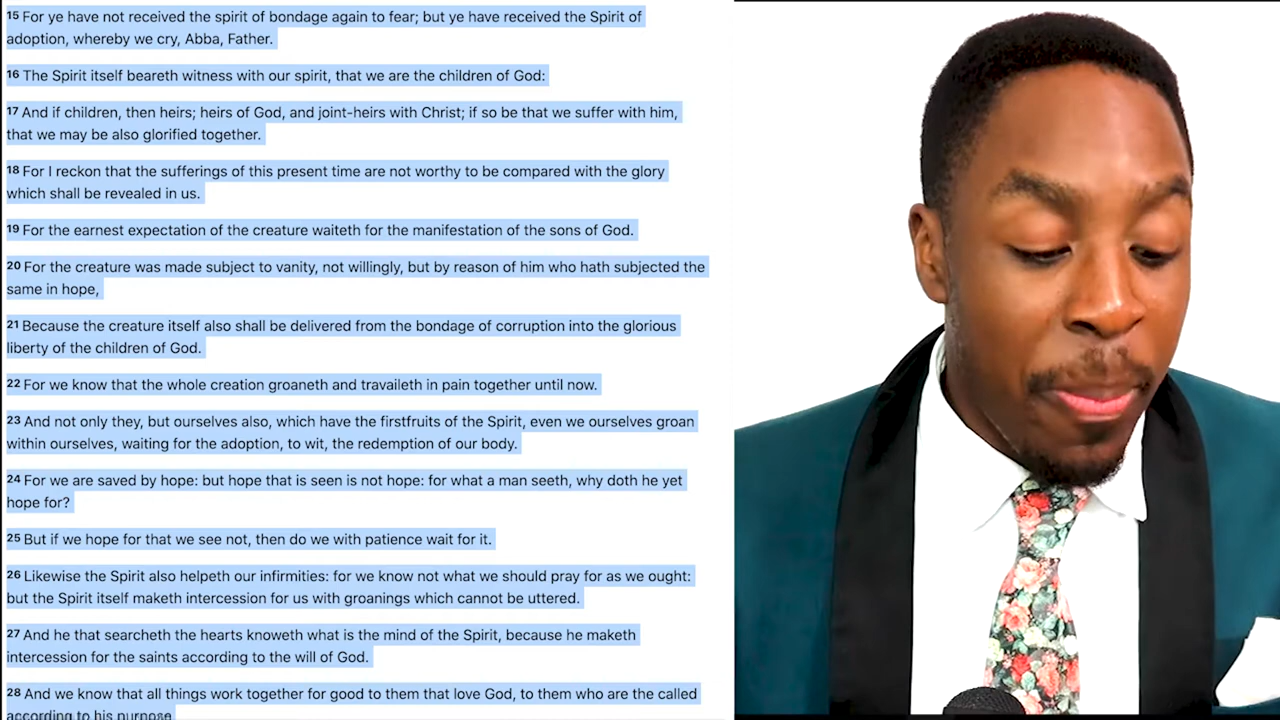 15 For ye have not received the spirit of bondage again to fear; but ye have received the Spirit of
adoption, whereby we cry, Abba, Father.
16 The Spirit itself beareth witness with our spirit, that we are the children of God:
17 And if children, then heirs; heirs of God, and joint-heirs with Christ; if so be that we suffer with him,
that we may be also glorified together.
18 For I reckon that the sufferings of this present time are not worthy to be compared with the glory
which shall be revealed in us.
19 For the earnest expectation of the creature waiteth for the manifestation of the sons of God.
20 For the creature was made subject to vanity, not willingly, but by reason of him who hath subjected the
same in hope,
21 Because the creature itself also shall be delivered from the bondage of corruption into the glorious
liberty of the children of God.
22 For we know that the whole creation groaneth and travaileth in pain together until now.
23 And not only they, but ourselves also, which have the firstfruits of the Spirit, even we ourselves groan
within ourselves, waiting for the adoption, to wit, the redemption of our body.
24 For we are saved by hope: but hope that is seen is not hope: for what a man seeth, why doth he yet
hope for?
25 But if we hope for that we see not, then do we with patience wait for it.
26 Likewise the Spirit also helpeth our infirmities: for we know not what we should pray for as we ought:
but the Spirit itself maketh intercession for us with groanings which cannot be uttered.
27 And he that searcheth the hearts knoweth what is the mind of the Spirit, because he maketh
intercession for the saints according to the will of God.
28 And we know that all things work together for good to them that love God, to them who are the called
according to his purpose